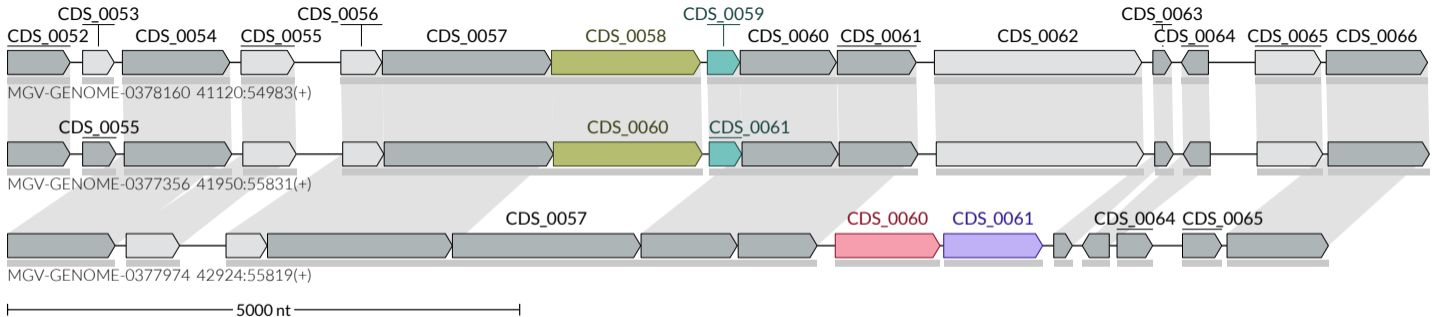 CDS_0053 CDS_0056 CDS_0059 CDS_0063
CDS_0052 CDS_0054 CDS_0055 CDS_0057 CDS_0058 CDS_0060 CDS_0061 CDS_0062 CDS_0064 CDS_0065 CDS_0066
MGV-GENOME-0378160 41120:54983(+)
CDS_0055 CDS_0060 CDS_0061
MGV-GENOME-0377356 41950:55831(+)
CDS_0057 CDS_0060 CDS_0061 CDS_0064 CDS_0065
MGV-GENOME-0377974 42924:55819(+)
5000 nt